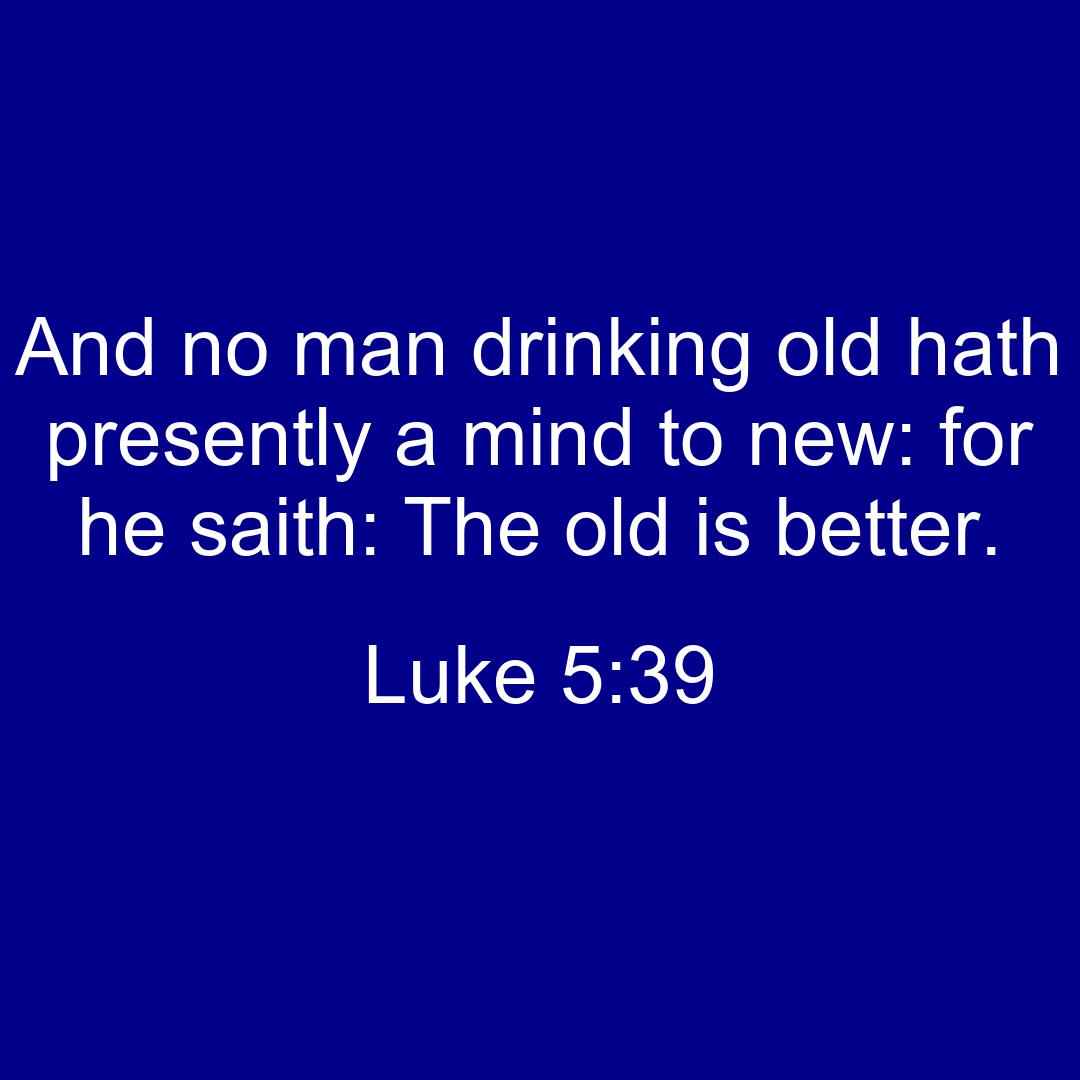 And no man drinking old hath
presently a mind to new: for
he saith: The old is better.
Luke 5:39